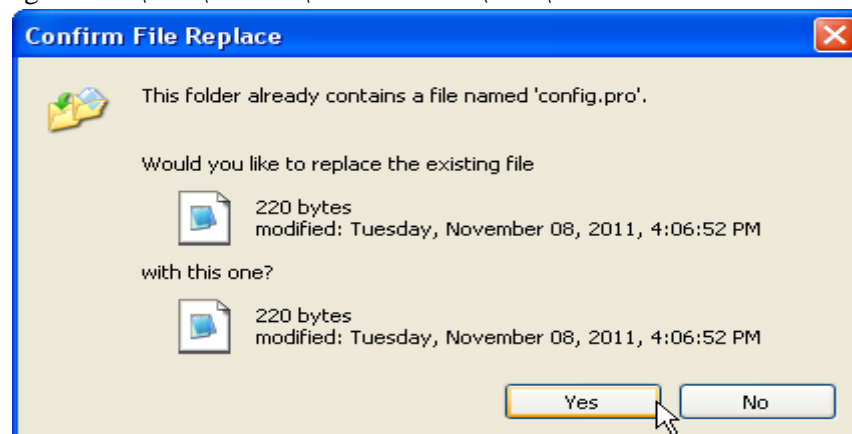 Confirm File Replace
This folder already contains a file named 'config.pro'.
Would you like to replace the existing file
220 bytes
modified: Tuesday, November 08, 2011, 4:06:52 PM
with this one?
220 bytes
modified: Tuesday, November 08, 2011, 4:06:52 PM
Yes No